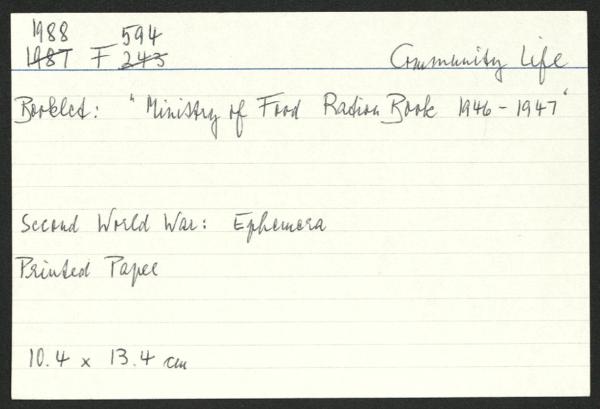 1988 594
1987 F 243 Community Life
Booklet: "Ministry of Food Ration Book 1946-1947"
Second World War: Ephemera
Printed Paper
10.4 x 13.4 cm